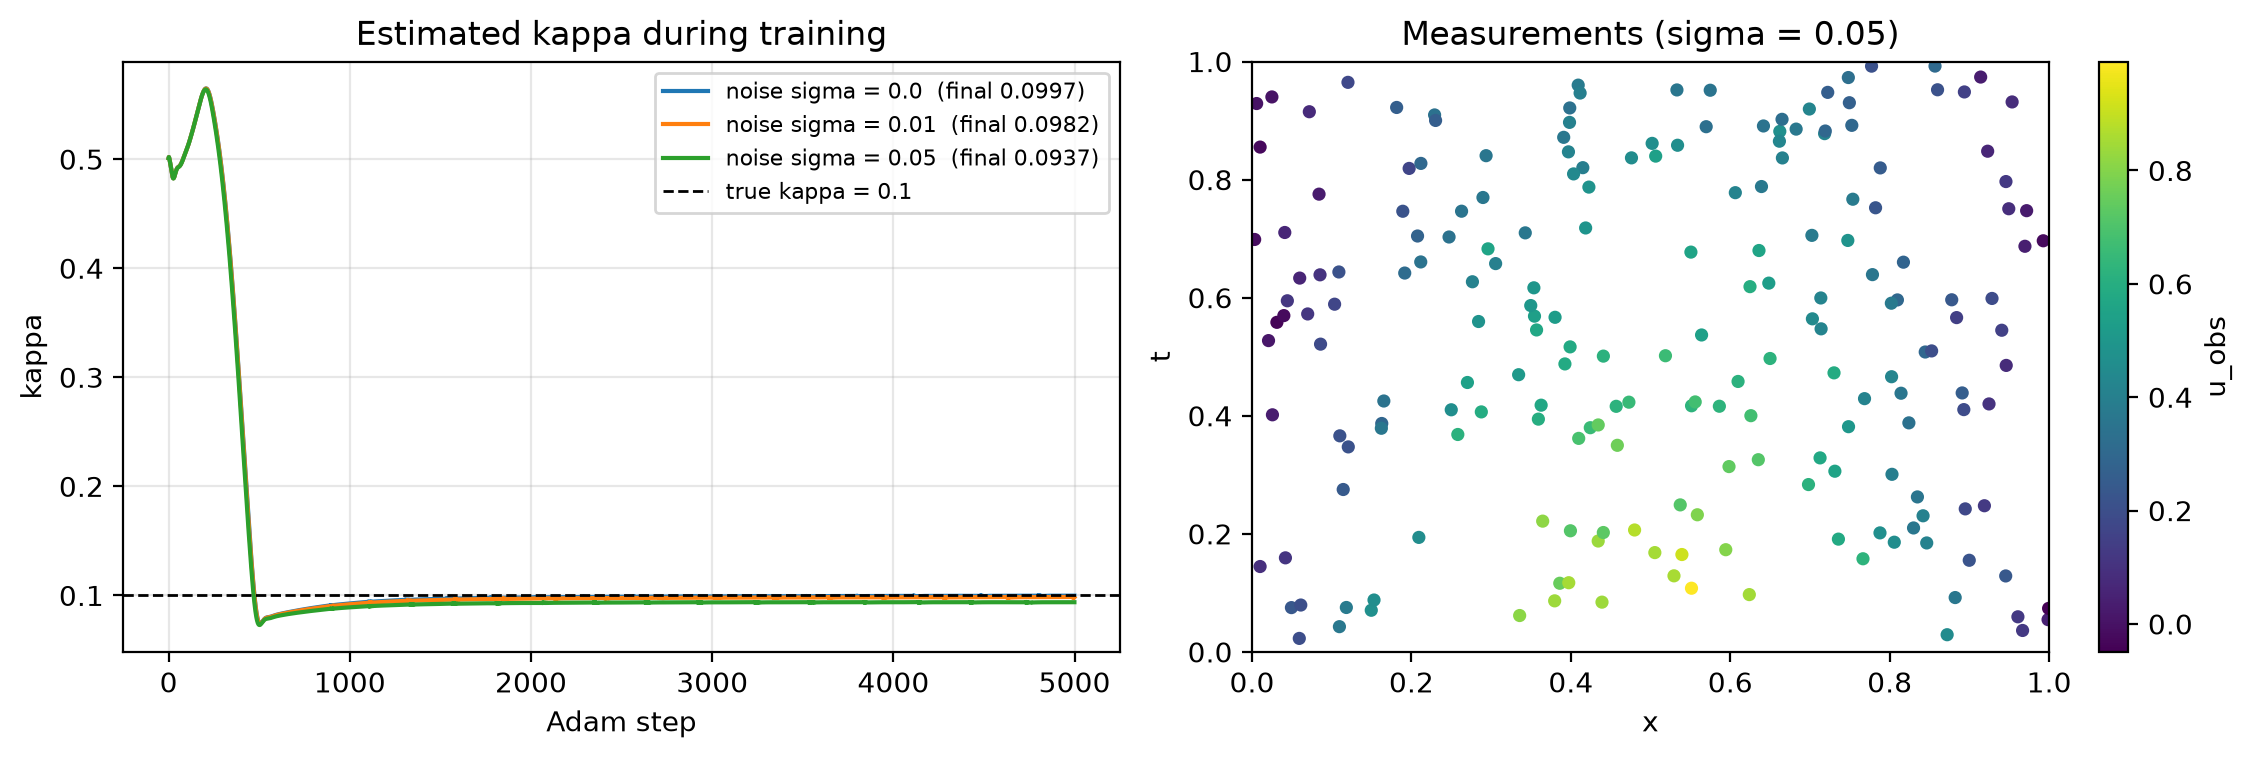 Estimated kappa during training
noise sigma = 0.0 (final 0.0997)
noise sigma = 0.01 (final 0.0982)
noise sigma = 0.05 (final 0.0937)
true kappa = 0.1
kappa
0.5
0.4
0.3
0.2
0.1
0 1000 2000 3000 4000 5000
Adam step
Measurements (sigma = 0.05)
t
1.0
0.8
0.6
0.4
0.2
0.0
0.0 0.2 0.4 0.6 0.8 1.0
x
0.8
0.6
0.4
0.2
0.0
u_obs